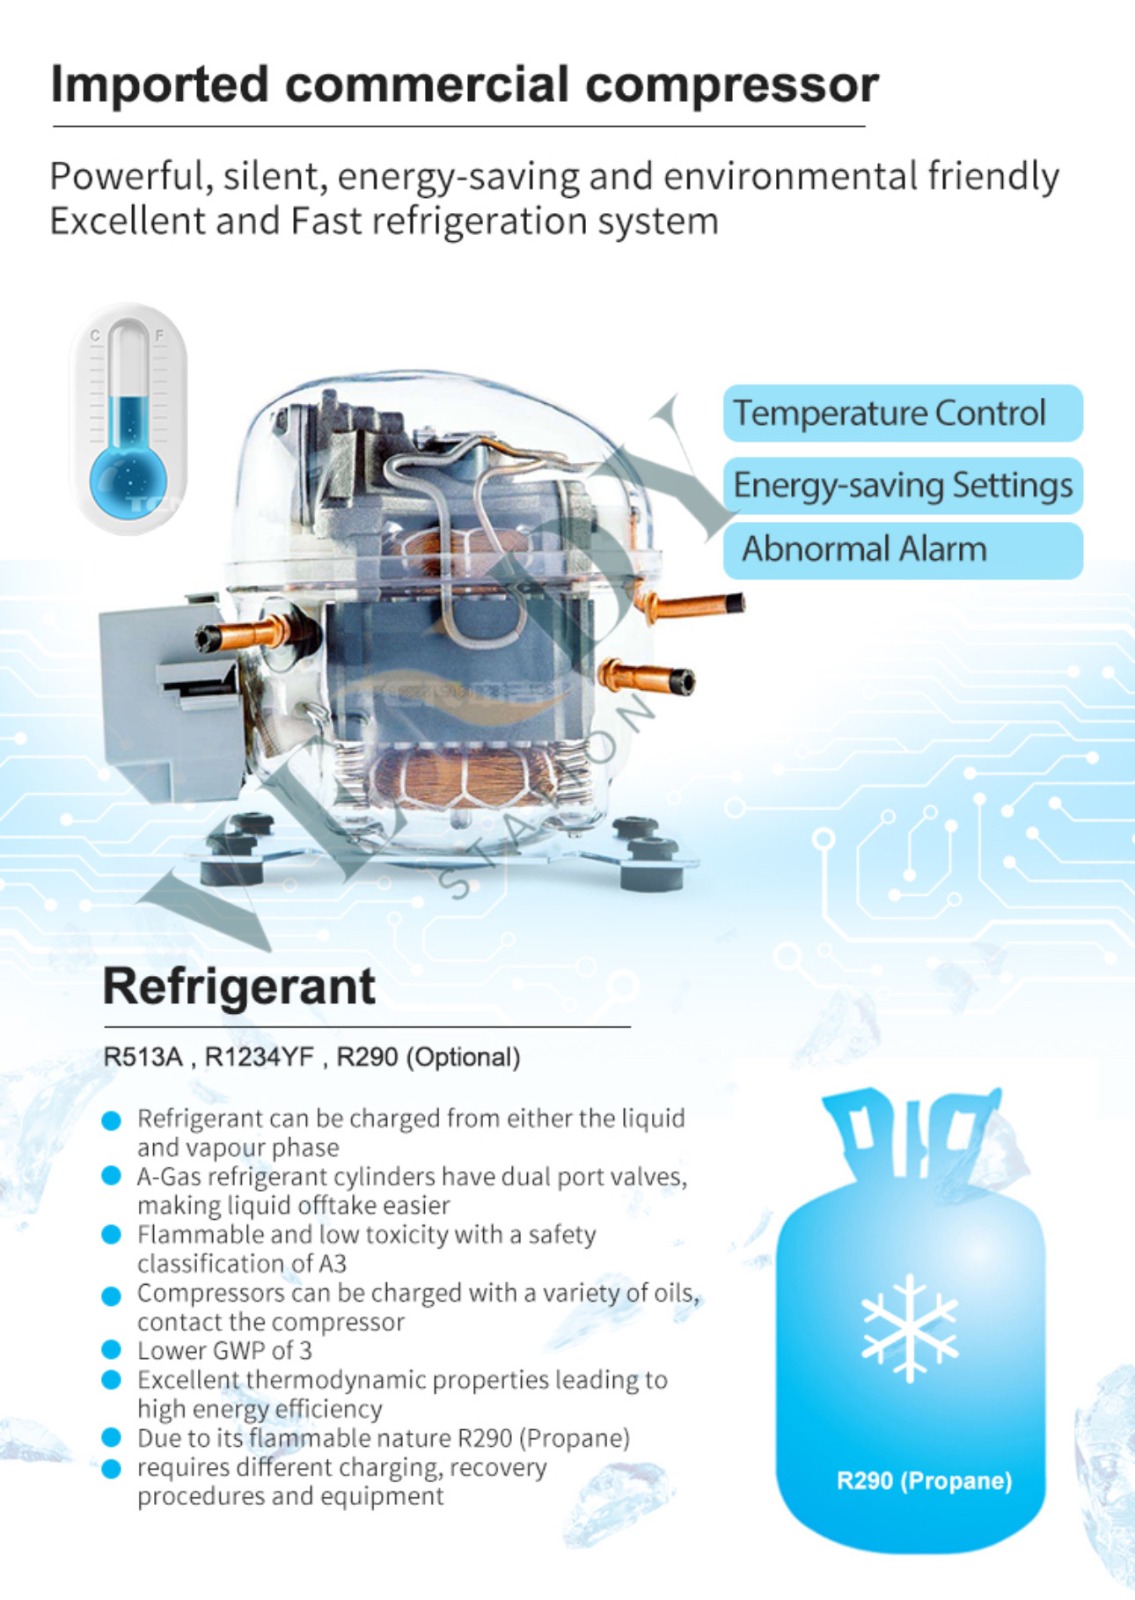 Imported commercial compressor
Powerful, silent, energy-saving and environmental friendly
Excellent and Fast refrigeration system
C F
Temperature Control
Energy-saving Settings
Abnormal Alarm
STATION
Refrigerant
R513A , R1234YF , R290 (Optional)
Refrigerant can be charged from either the liquid
and vapour phase
A-Gas refrigerant cylinders have dual port valves,
making liquid offtake easier
Flammable and low toxicity with a safety
classification of A3
Compressors can be charged with a variety of oils,
contact the compressor
Lower GWP of 3
Excellent thermodynamic properties leading to
high energy efficiency
Due to its flammable nature R290 (Propane)
requires different charging, recovery
procedures and equipment
R290 (Propane)